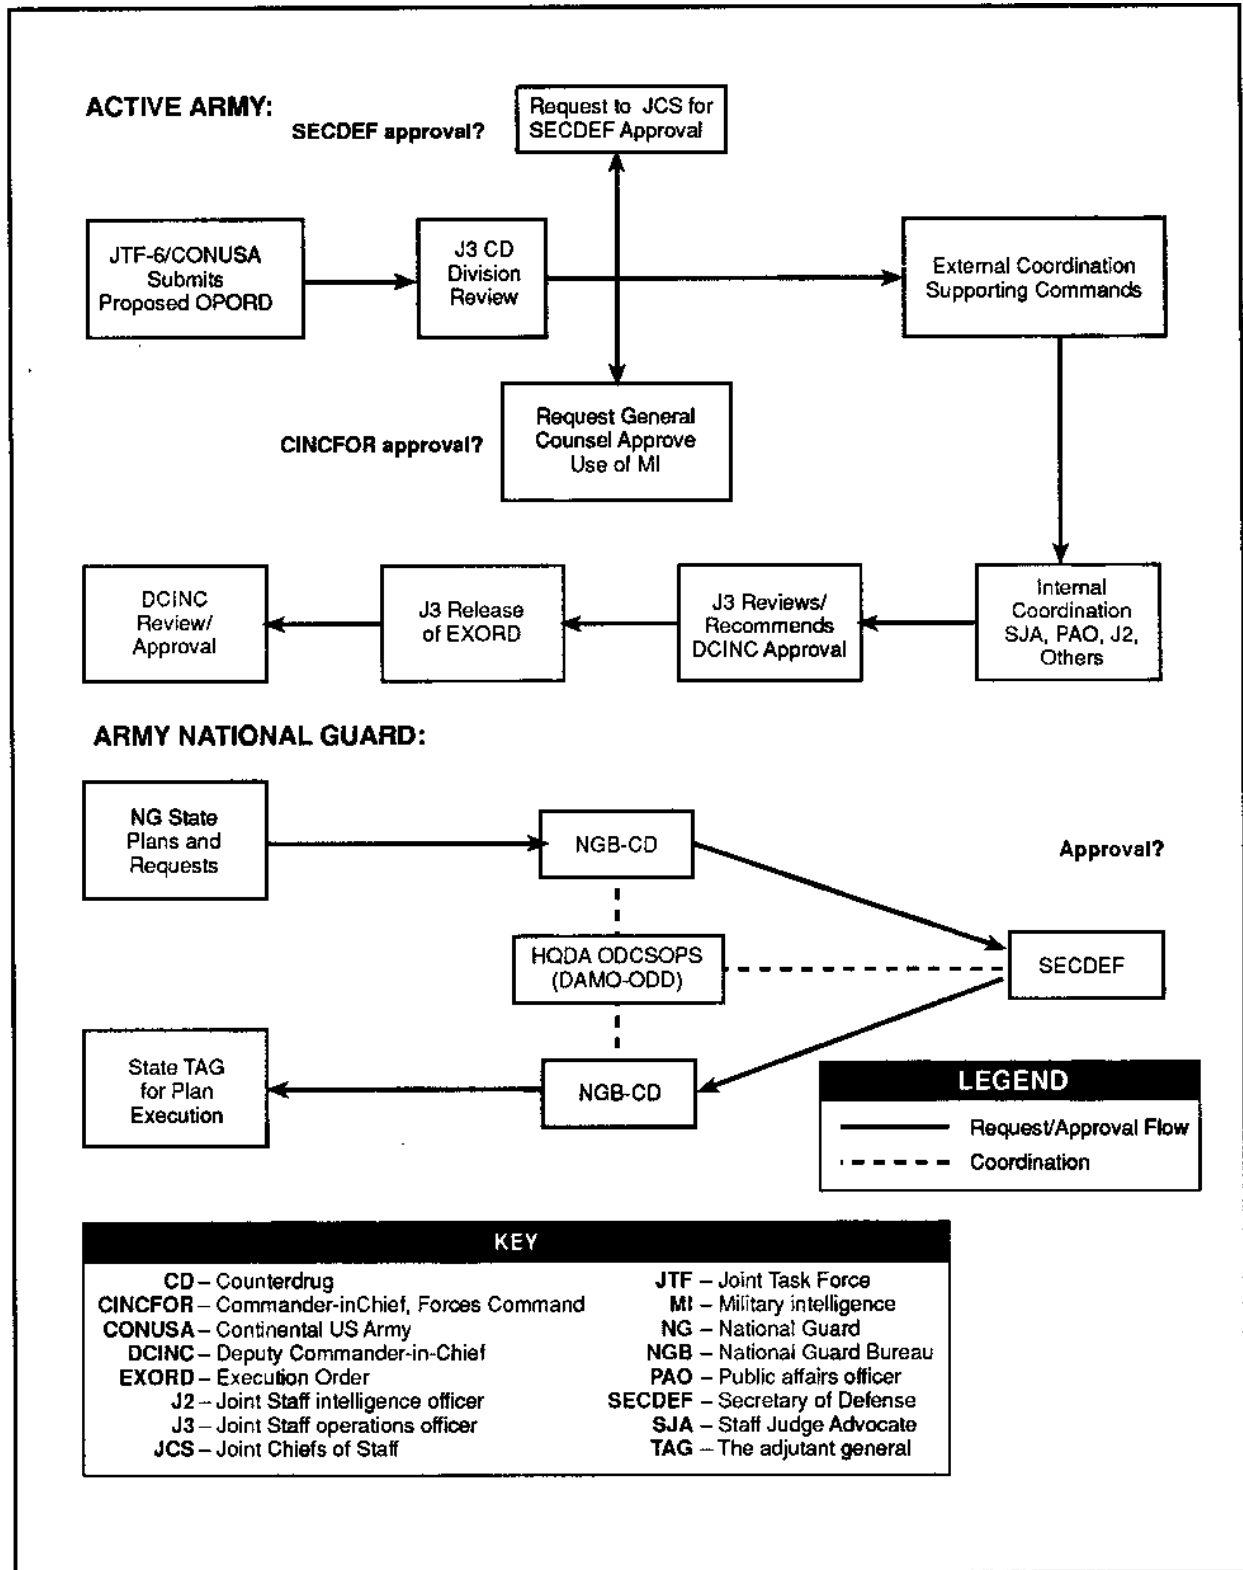 ACTIVE ARMY:
SECDEF approval?
Request to JCS for
SECDEF Approval
JTF-6/CONUSA
Submits
Proposed OPORD
J3 CD
Division
Review
External Coordination
Supporting Commands
CINCFOR approval?
Request General
Counsel Approve
Use of MI
DCINC
Review/
Approval
J3 Release
of EXORD
J3 Reviews/
Recommends
DCINC Approval
Internal
Coordination
SJA, PAO, J2,
Others
ARMY NATIONAL GUARD:
NG State
Plans and
Requests
NGB-CD
Approval?
HQDA ODCSOPS
(DAMO-ODD)
SECDEF
State TAG
for Plan
Execution
NGB-CD
LEGEND
Request/Approval Flow
Coordination
KEY
CD – Counterdrug
CINCFOR – Commander-inChief, Forces Command
CONUSA – Continental US Army
DCINC – Deputy Commander-in-Chief
EXORD – Execution Order
J2 – Joint Staff intelligence officer
J3 – Joint Staff operations officer
JCS – Joint Chiefs of Staff
JTF – Joint Task Force
MI – Military intelligence
NG – National Guard
NGB – National Guard Bureau
PAO – Public affairs officer
SECDEF – Secretary of Defense
SJA – Staff Judge Advocate
TAG – The adjutant general